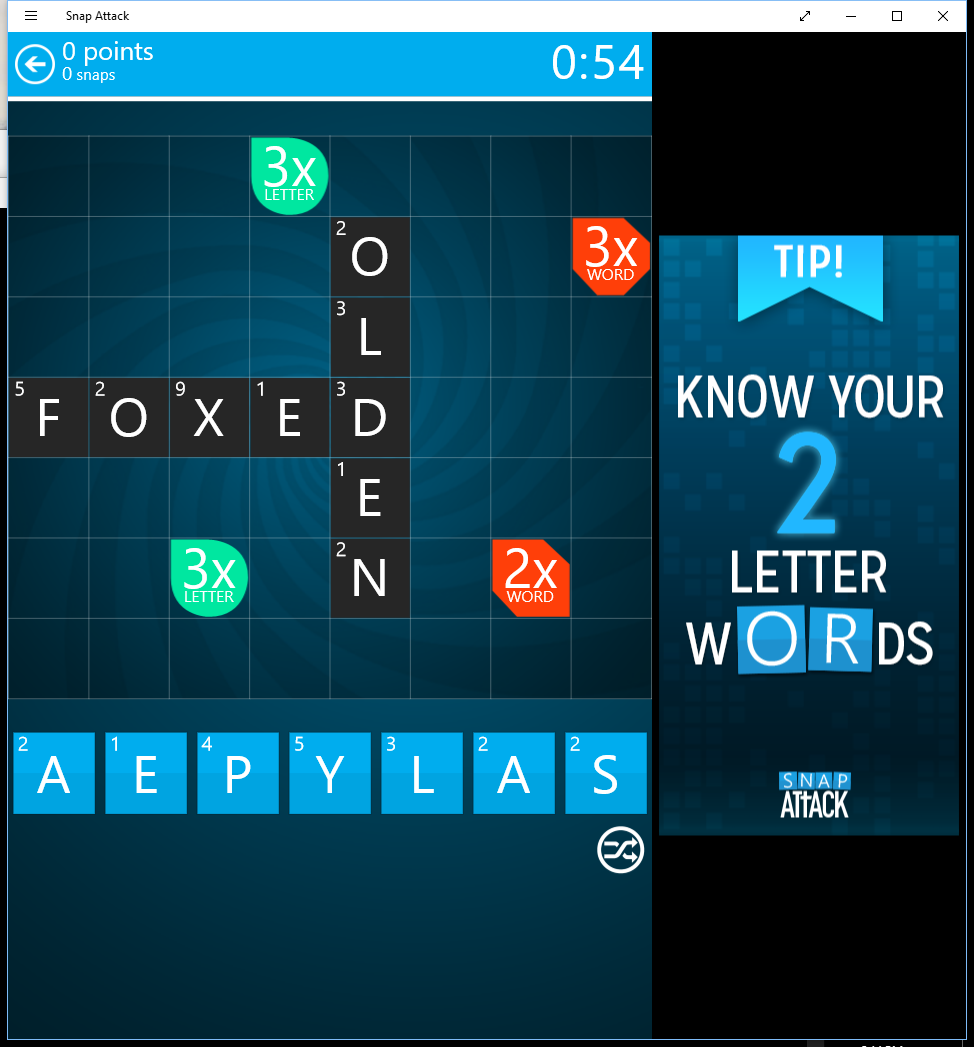 Snap Attack
0 points
0 snaps
0:54
3x
LETTER
2 O
3x
WORD
3 L
5 F 2 O 9 X 1 E 3 D
1 E
3x
LETTER
2 N
2x
WORD
2 A 1 E 4 P 5 Y 3 L 2 A 2 S
TIP!
KNOW YOUR
2
LETTER
WORDS
SNAP
ATTACK